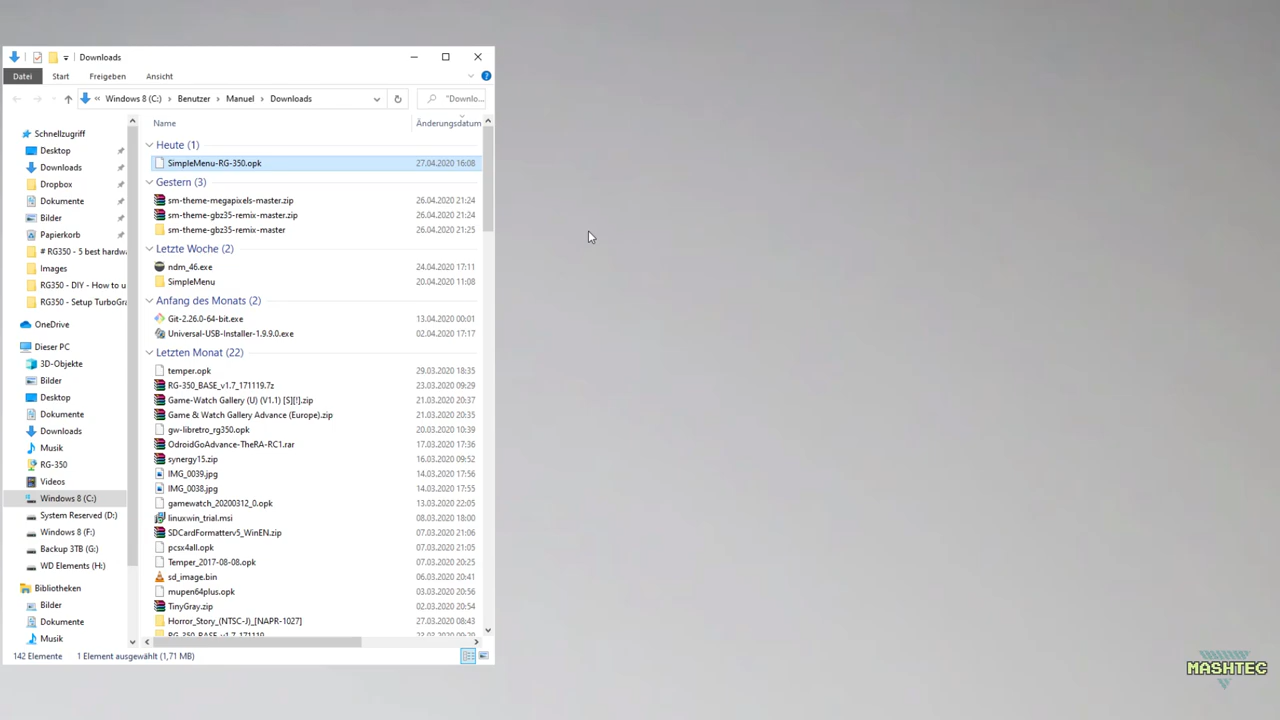 Downloads
Datei Start Freigeben Ansicht
« Windows 8 (C:) › Benutzer › Manuel › Downloads "Downlo...
Schnellzugriff
Desktop
Downloads
Dropbox
Dokumente
Bilder
Papierkorb
# RG350 - 5 best hardw
Images
RG350 - DIY - How to u
RG350 - Setup TurboGra
OneDrive
Dieser PC
3D-Objekte
Bilder
Desktop
Dokumente
Downloads
Musik
RG-350
Videos
Windows 8 (C:)
System Reserved (D:)
Windows 8 (F:)
Backup 3TB (G:)
WD Elements (H:)
Bibliotheken
Bilder
Dokumente
Musik
Name Änderungsdatum
Heute (1)
SimpleMenu-RG-350.opk 27.04.2020 16:08
Gestern (3)
sm-theme-megapixels-master.zip 26.04.2020 21:24
sm-theme-gbz35-remix-master.zip 26.04.2020 21:24
sm-theme-gbz35-remix-master 26.04.2020 21:25
Letzte Woche (2)
ndm_46.exe 24.04.2020 17:11
SimpleMenu 20.04.2020 11:08
Anfang des Monats (2)
Git-2.26.0-64-bit.exe 13.04.2020 00:01
Universal-USB-Installer-1.9.9.0.exe 02.04.2020 17:17
Letzten Monat (22)
temper.opk 29.03.2020 18:35
RG-350_BASE_v1.7_171119.7z 23.03.2020 09:29
Game-Watch Gallery (U) (V1.1) [S][!].zip 21.03.2020 20:37
Game & Watch Gallery Advance (Europe).zip 21.03.2020 20:35
gw-libretro_rg350.opk 20.03.2020 10:39
OdroidGoAdvance-TheRA-RC1.rar 17.03.2020 17:36
synergy15.zip 16.03.2020 09:52
IMG_0039.jpg 14.03.2020 17:56
IMG_0038.jpg 14.03.2020 17:55
gamewatch_20200312_0.opk 13.03.2020 22:05
linuxwin_trial.msi 08.03.2020 18:00
SDCardFormatterv5_WinEN.zip 07.03.2020 21:06
pcsx4all.opk 07.03.2020 21:05
Temper_2017-08-08.opk 07.03.2020 20:25
sd_image.bin 06.03.2020 20:41
mupen64plus.opk 03.03.2020 20:56
TinyGray.zip 02.03.2020 20:54
Horror_Story_(NTSC-J)_[NAPR-1027] 27.03.2020 08:43
RG-350_BASE_v1.7_171119 23.03.2020 09:29
142 Elemente 1 Element ausgewählt (1,71 MB)
MASHTEC